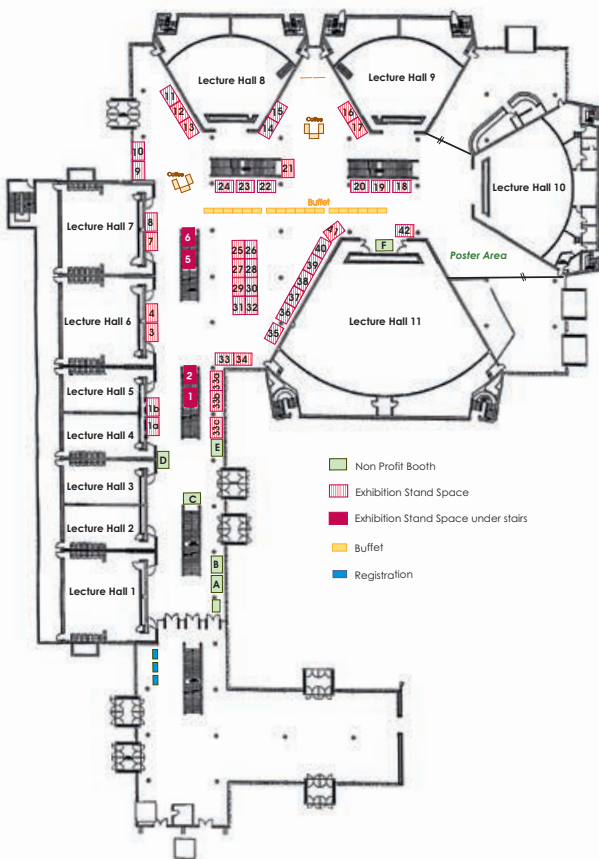 Lecture Hall 8
Lecture Hall 9
11
12
13
15
14
Coffee
16
17
10
9
Coffee
21
24 23 22
20 19 18
Lecture Hall 10
Buffet
Lecture Hall 7
8
7
6
5
25 26
27 28
29 30
31 32
41
40
39
38
37
36
35
42
F
Poster Area
Lecture Hall 6
4
3
Lecture Hall 11
33 34
Lecture Hall 5
2
1
33a
33b
33c
1b
1a
Lecture Hall 4
E
D
Lecture Hall 3
C
Lecture Hall 2
B
A
Lecture Hall 1
Non Profit Booth
Exhibition Stand Space
Exhibition Stand Space under stairs
Buffet
Registration